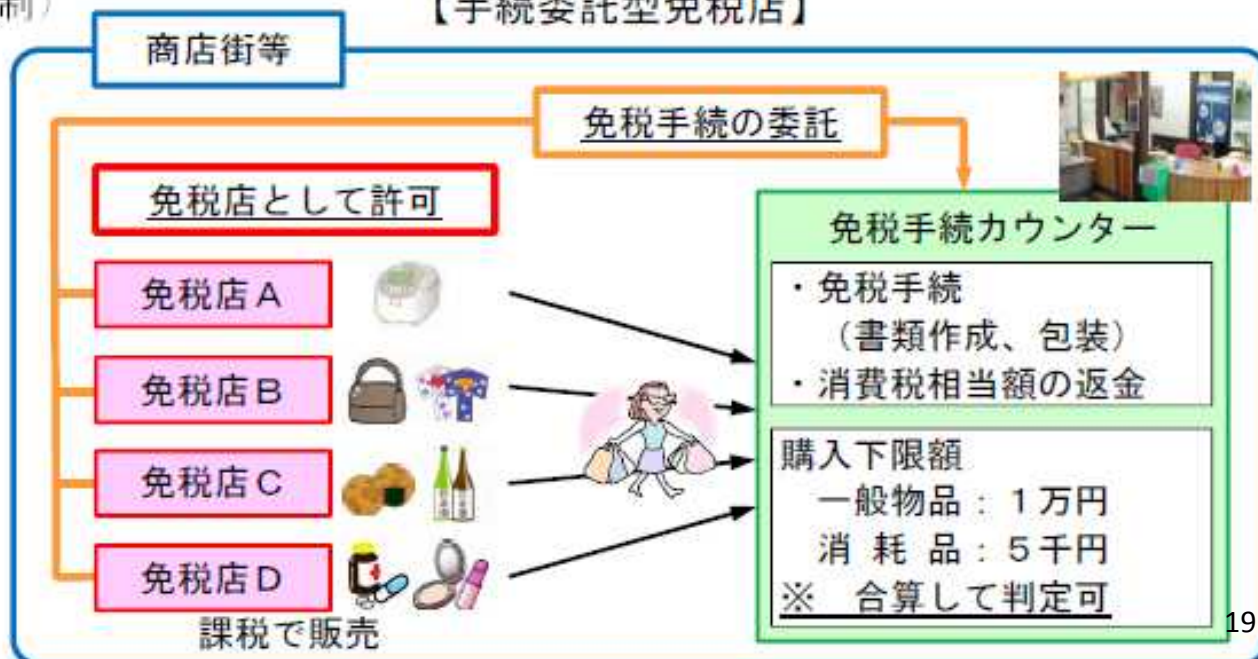 制）
【手続委託型免税店】
商店街等
免税手続の委託
免税店として許可
免税店Ａ
免税店Ｂ
免税店Ｃ
免税店Ｄ
課税で販売
免税手続カウンター
・免税手続
（書類作成、包装）
・消費税相当額の返金
購入下限額
一般物品：１万円
消 耗 品：５千円
※　合算して判定可
19